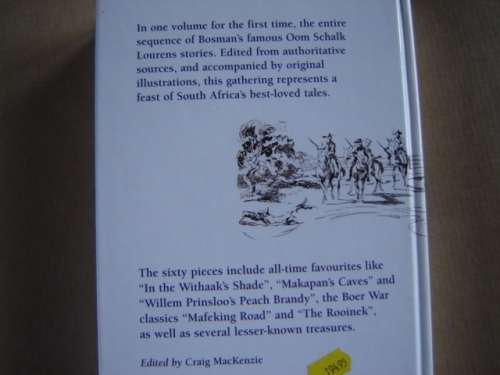 In one volume for the first time, the entire
sequence of Bosman's famous Oom Schalk
Lourens stories. Edited from authoritative
sources, and accompanied by original
illustrations, this gathering represents a
feast of South Africa's best-loved tales.
The sixty pieces include all-time favourites like
"In the Withaak's Shade", "Makapan's Caves" and
"Willem Prinsloo's Peach Brandy", the Boer War
classics "Mafeking Road" and "The Rooinek",
as well as several lesser-known treasures.
Edited by Craig MacKenzie